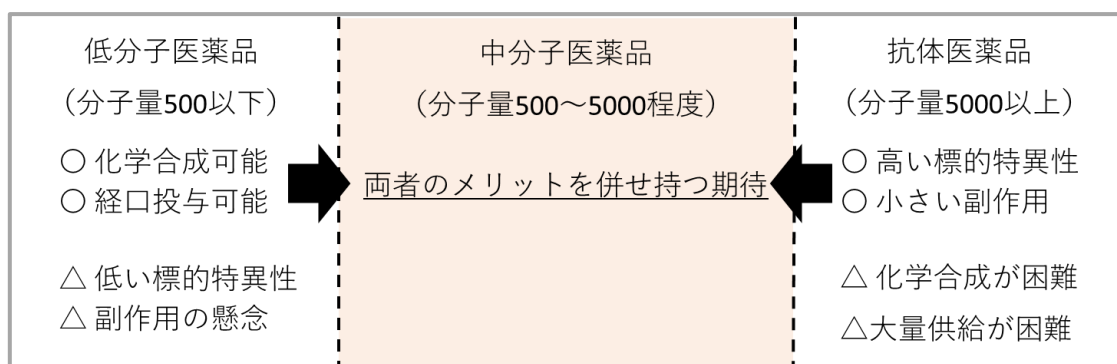 低分子医薬品
（分子量500以下）
〇 化学合成可能
〇 経口投与可能
△ 低い標的特異性
△ 副作用の懸念
中分子医薬品
（分子量500～5000程度）
両者のメリットを併せ持つ期待
抗体医薬品
（分子量5000以上）
〇 高い標的特異性
〇 小さい副作用
△ 化学合成が困難
△大量供給が困難